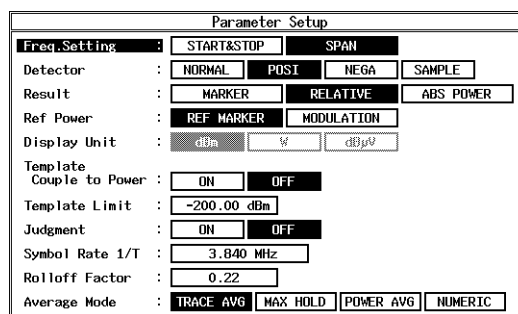 Parameter Setup
Freq.Setting : START&STOP SPAN
Detector : NORMAL POSI NEGA SAMPLE
Result : MARKER RELATIVE ABS POWER
Ref Power : REF MARKER MODULATION
Display Unit : dBm W dBμV
Template
Couple to Power : ON OFF
Template Limit : -200.00 dBm
Judgment : ON OFF
Symbol Rate 1/T : 3.840 MHz
Rolloff Factor : 0.22
Average Mode : TRACE AVG MAX HOLD POWER AVG NUMERIC